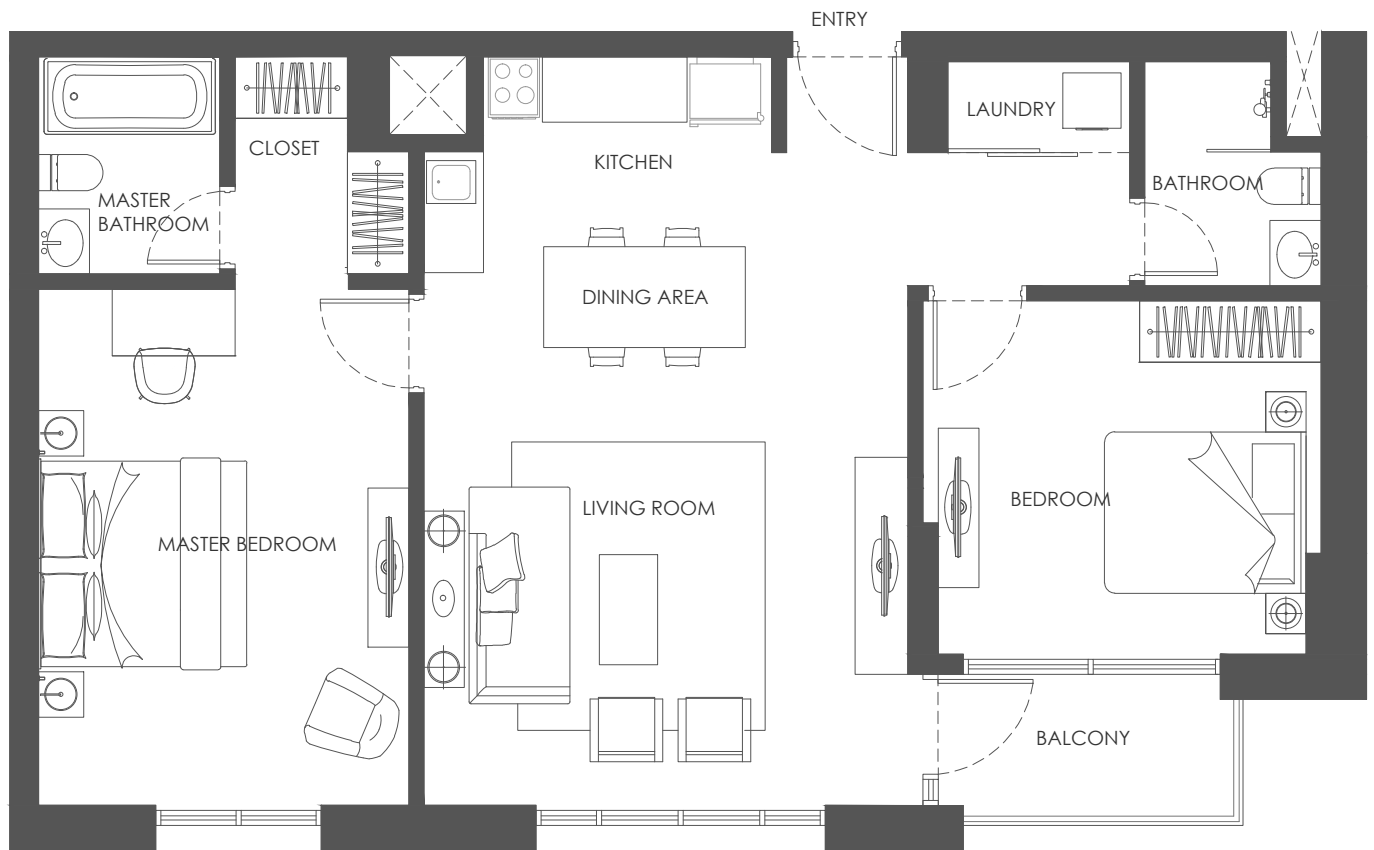 ENTRY
LAUNDRY
CLOSET
KITCHEN
BATHROOM
MASTER
BATHROOM
DINING AREA
BEDROOM
LIVING ROOM
MASTER BEDROOM
BALCONY